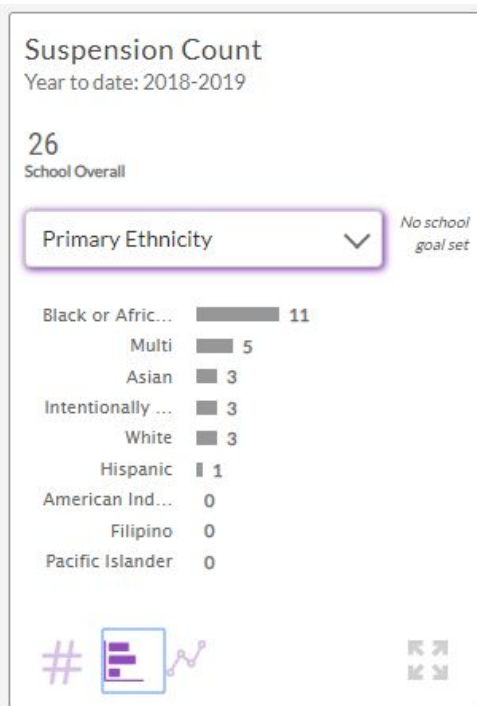 Suspension Count
Year to date: 2018-2019
26
School Overall
Primary Ethnicity
No school
goal set
Black or Afric... 11
Multi 5
Asian 3
Intentionally ... 3
White 3
Hispanic 1
American Ind... 0
Filipino 0
Pacific Islander 0
#